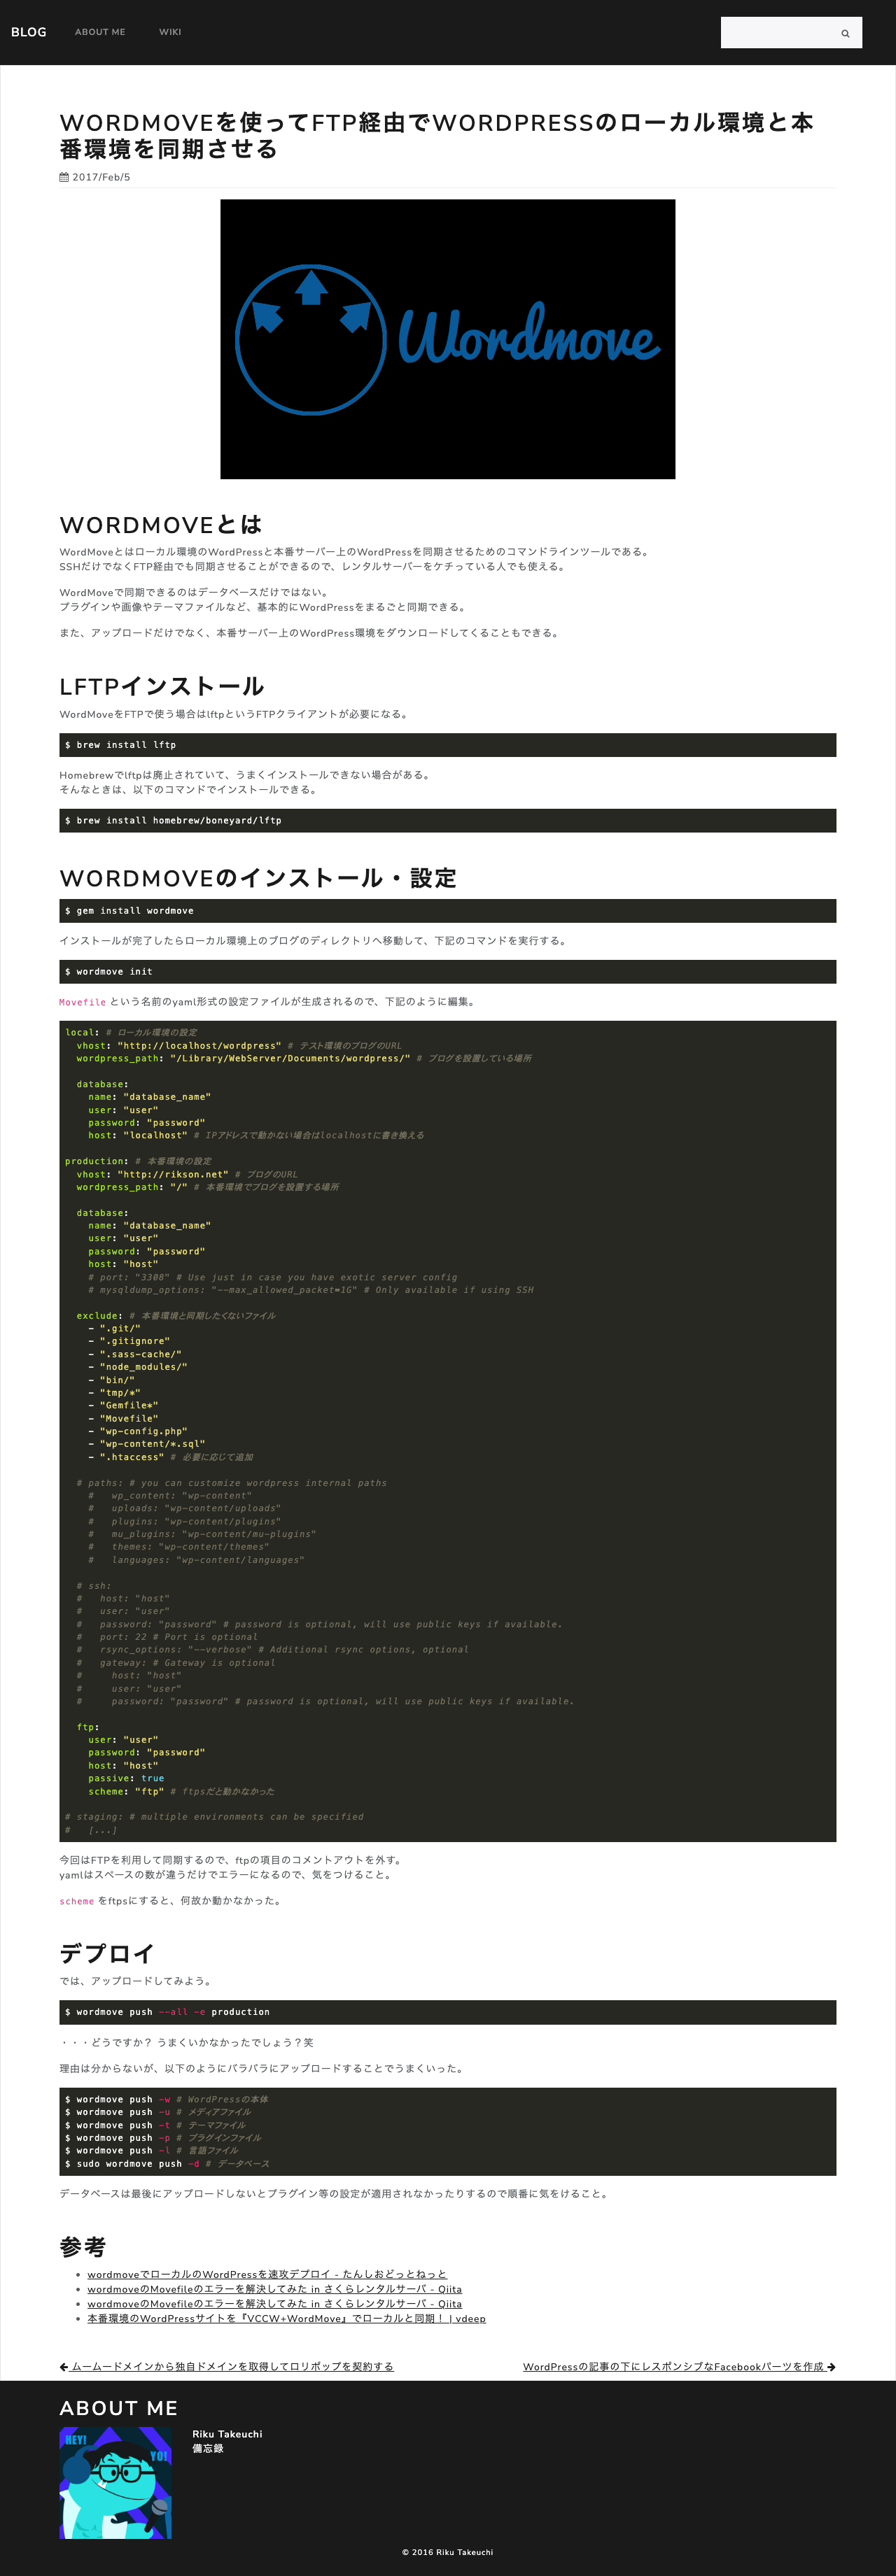 BLOG ABOUT ME WIKI
WORDMOVEを使ってFTP経由でWORDPRESSのローカル環境と本
番環境を同期させる
2017/Feb/5
Wordmove
WORDMOVEとは
WordMoveとはローカル環境のWordPressと本番サーバー上のWordPressを同期させるためのコマンドラインツールである。
SSHだけでなくFTP経由でも同期させることができるので、レンタルサーバーをケチっている人でも使える。
WordMoveで同期できるのはデータベースだけではない。
プラグインや画像やテーマファイルなど、基本的にWordPressをまるごと同期できる。
また、アップロードだけでなく、本番サーバー上のWordPress環境をダウンロードしてくることもできる。
LFTPインストール
WordMoveをFTPで使う場合はlftpというFTPクライアントが必要になる。
$ brew install lftp
Homebrewでlftpは廃止されていて、うまくインストールできない場合がある。
そんなときは、以下のコマンドでインストールできる。
$ brew install homebrew/boneyard/lftp
WORDMOVEのインストール・設定
$ gem install wordmove
インストールが完了したらローカル環境上のブログのディレクトリへ移動して、下記のコマンドを実行する。
$ wordmove init
Movefile という名前のyaml形式の設定ファイルが生成されるので、下記のように編集。
local: # ローカル環境の設定
  vhost: "http://localhost/wordpress" # テスト環境のブログのURL
  wordpress_path: "/Library/WebServer/Documents/wordpress/" # ブログを設置している場所
  database:
    name: "database_name"
    user: "user"
    password: "password"
    host: "localhost" # IPアドレスで動かない場合はlocalhostに書き換える
production: # 本番環境の設定
  vhost: "http://rikson.net" # ブログのURL
  wordpress_path: "/" # 本番環境でブログを設置する場所
  database:
    name: "database_name"
    user: "user"
    password: "password"
    host: "host"
    # port: "3308" # Use just in case you have exotic server config
    # mysqldump_options: "--max_allowed_packet=1G" # Only available if using SSH
  exclude: # 本番環境と同期したくないファイル
    - ".git/"
    - ".gitignore"
    - ".sass-cache/"
    - "node_modules/"
    - "bin/"
    - "tmp/*"
    - "Gemfile*"
    - "Movefile"
    - "wp-config.php"
    - "wp-content/*.sql"
    - ".htaccess" # 必要に応じて追加
  # paths: # you can customize wordpress internal paths
    #   wp_content: "wp-content"
    #   uploads: "wp-content/uploads"
    #   plugins: "wp-content/plugins"
    #   mu_plugins: "wp-content/mu-plugins"
    #   themes: "wp-content/themes"
    #   languages: "wp-content/languages"
  # ssh:
  #   host: "host"
  #   user: "user"
  #   password: "password" # password is optional, will use public keys if available.
  #   port: 22 # Port is optional
  #   rsync_options: "--verbose" # Additional rsync options, optional
  #   gateway: # Gateway is optional
  #     host: "host"
  #     user: "user"
  #     password: "password" # password is optional, will use public keys if available.
  ftp:
    user: "user"
    password: "password"
    host: "host"
    passive: true
    scheme: "ftp" # ftpsだと動かなかった
# staging: # multiple environments can be specified
#   [...]
今回はFTPを利用して同期するので、ftpの項目のコメントアウトを外す。
yamlはスペースの数が違うだけでエラーになるので、気をつけること。
scheme をftpsにすると、何故か動かなかった。
デプロイ
では、アップロードしてみよう。
$ wordmove push --all -e production
・・・どうですか？ うまくいかなかったでしょう？笑
理由は分からないが、以下のようにバラバラにアップロードすることでうまくいった。
$ wordmove push -w # WordPressの本体
$ wordmove push -u # メディアファイル
$ wordmove push -t # テーマファイル
$ wordmove push -p # プラグインファイル
$ wordmove push -l # 言語ファイル
$ sudo wordmove push -d # データベース
データベースは最後にアップロードしないとプラグイン等の設定が適用されなかったりするので順番に気をけること。
参考
wordmoveでローカルのWordPressを速攻デプロイ - たんしおどっとねっと
wordmoveのMovefileのエラーを解決してみた in さくらレンタルサーバ - Qiita
wordmoveのMovefileのエラーを解決してみた in さくらレンタルサーバ - Qiita
本番環境のWordPressサイトを『VCCW+WordMove』でローカルと同期！ | vdeep
ムームードメインから独自ドメインを取得してロリポップを契約する
WordPressの記事の下にレスポンシブなFacebookパーツを作成
ABOUT ME
HEY!
YO!
Riku Takeuchi
備忘録
© 2016 Riku Takeuchi